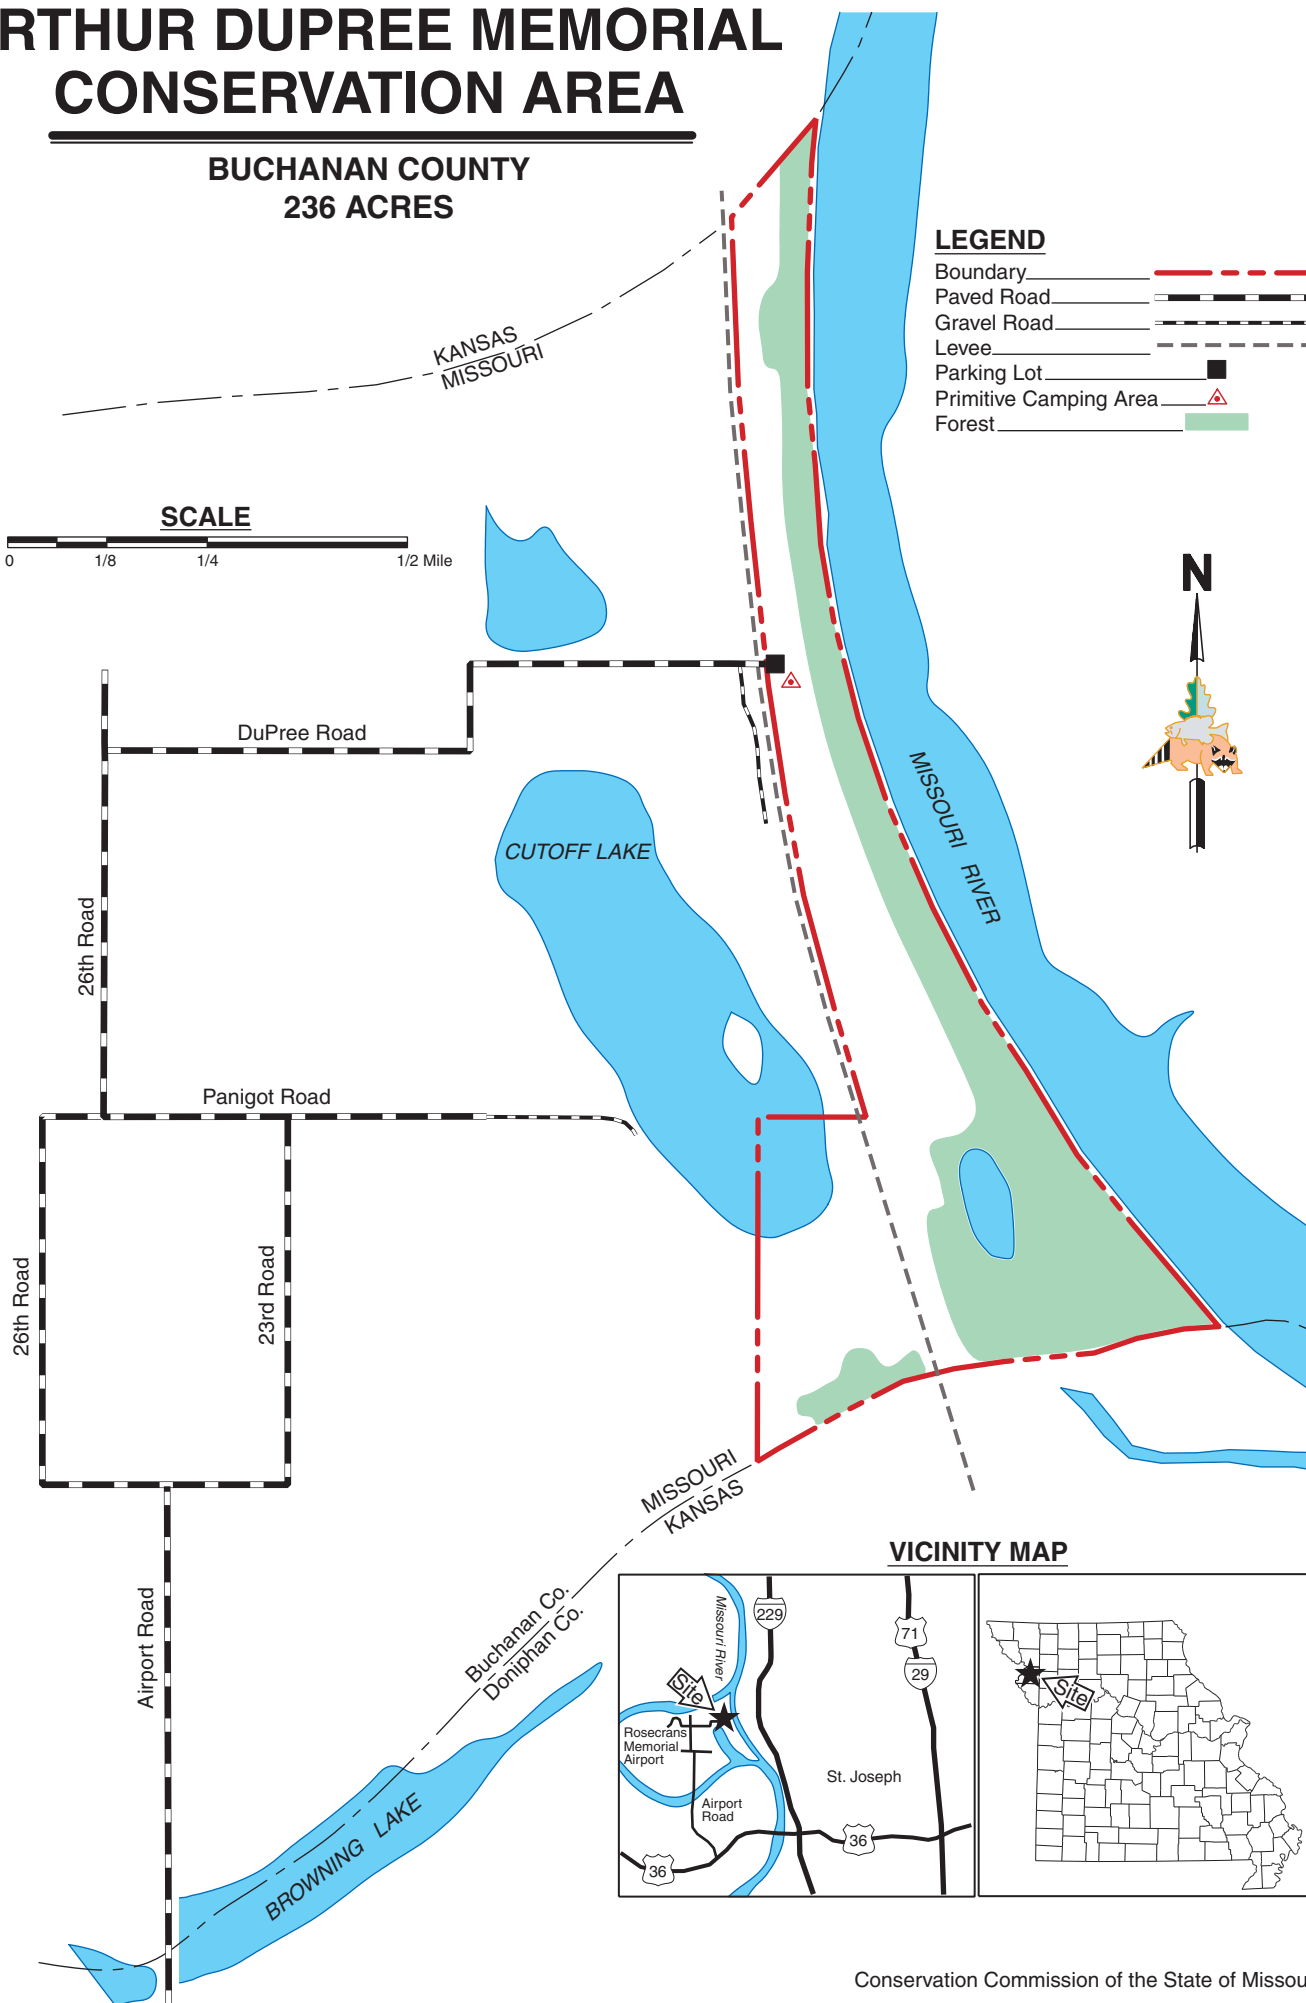 RTHUR DUPREE MEMORIAL
CONSERVATION AREA
BUCHANAN COUNTY
236 ACRES
LEGEND
Boundary
Paved Road
Gravel Road
Levee
Parking Lot
Primitive Camping Area
Forest
KANSAS
MISSOURI
SCALE
0 1/8 1/4 1/2 Mile
N
DuPree Road
MISSOURI RIVER
CUTOFF LAKE
26th Road
Panigot Road
26th Road
23rd Road
MISSOURI
KANSAS
Airport Road
Buchanan Co.
Doniphan Co.
BROWNING LAKE
VICINITY MAP
Missouri River
229
71
29
Site
Rosecrans
Memorial
Airport
St. Joseph
Airport
Road
36
36
Site
Conservation Commission of the State of Missou